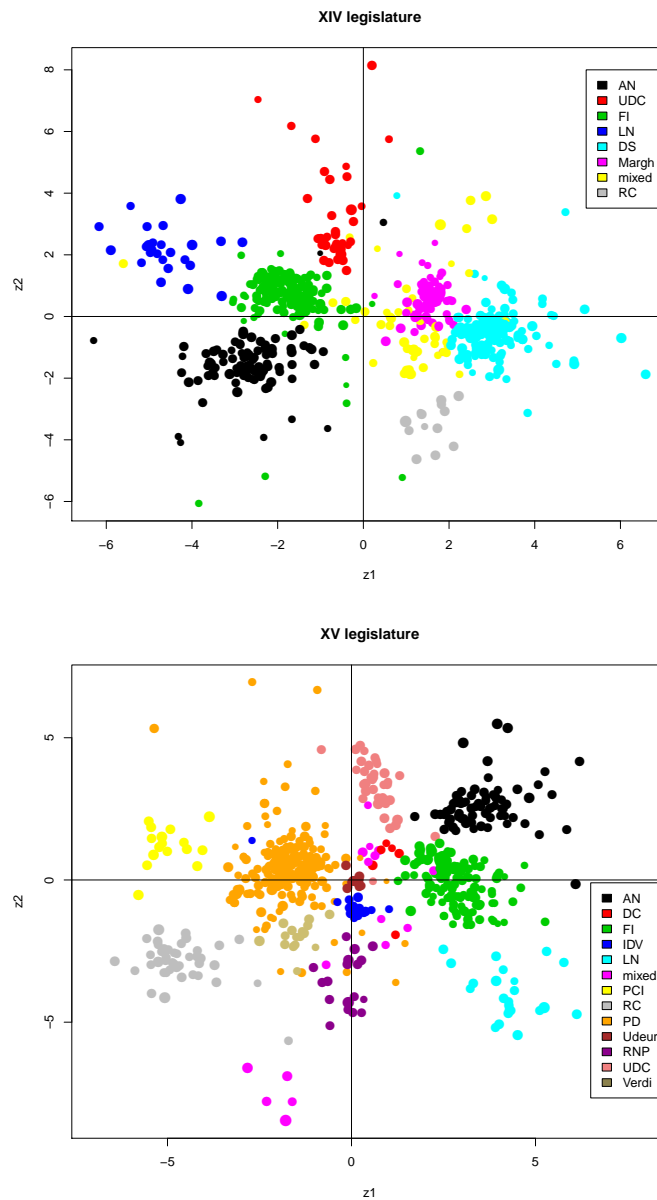 XIV legislature
AN
UDC
FI
LN
DS
Margh
mixed
RC
z2
8
6
4
2
0
−2
−4
−6
−6
−4
−2
0
2
4
6
z1
XV legislature
z2
5
0
−5
AN
DC
FI
IDV
LN
mixed
PCI
RC
PD
Udeur
RNP
UDC
Verdi
−5
0
5
z1